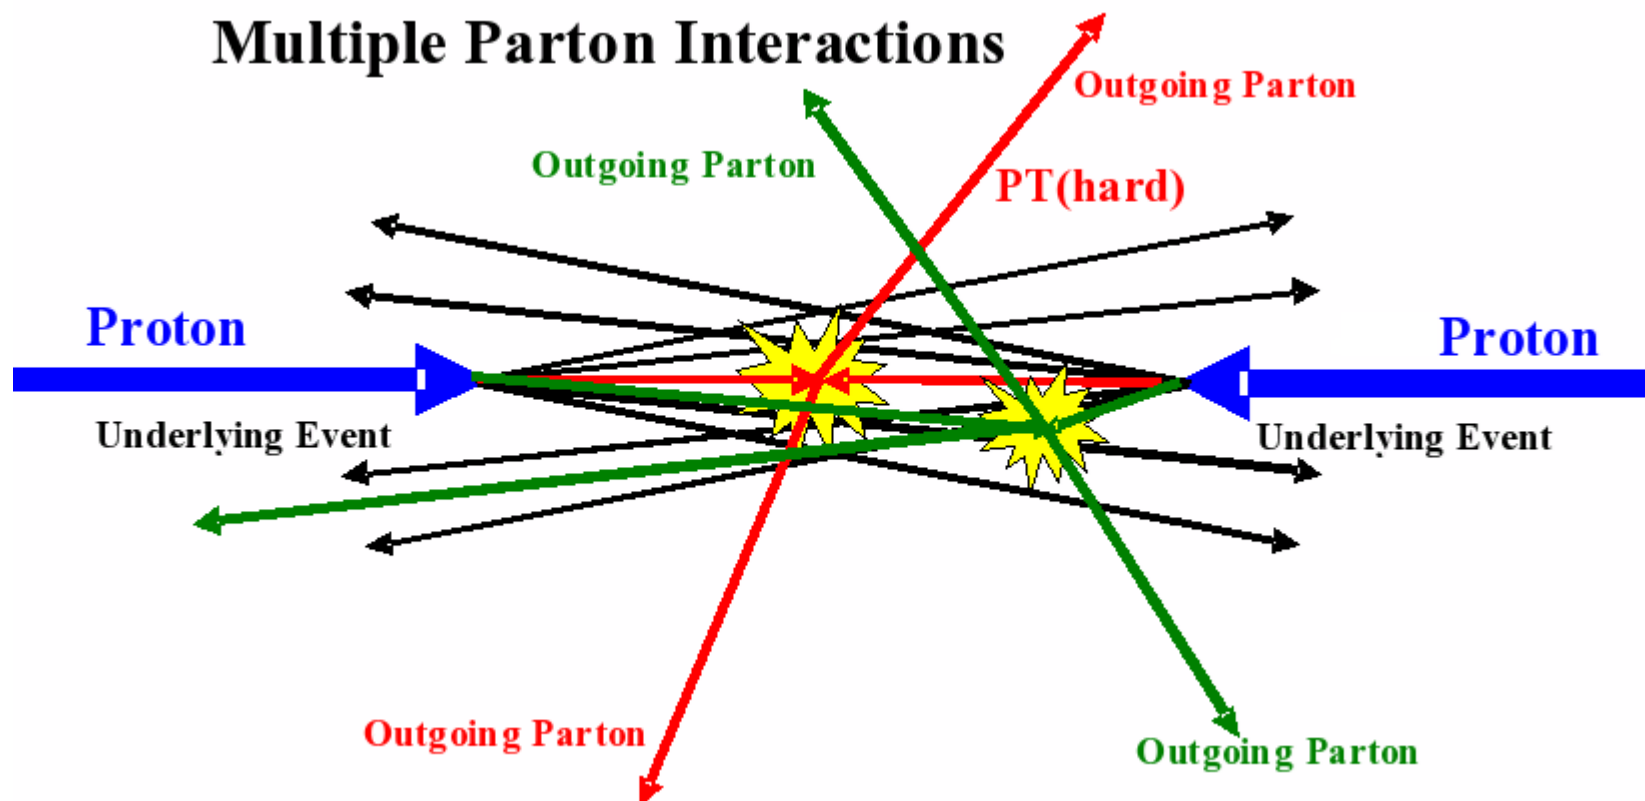 Multiple Parton Interactions
Outgoing Parton
Outgoing Parton
PT(hard)
Proton
Proton
Underlying Event
Underlying Event
Outgoing Parton
Outgoing Parton